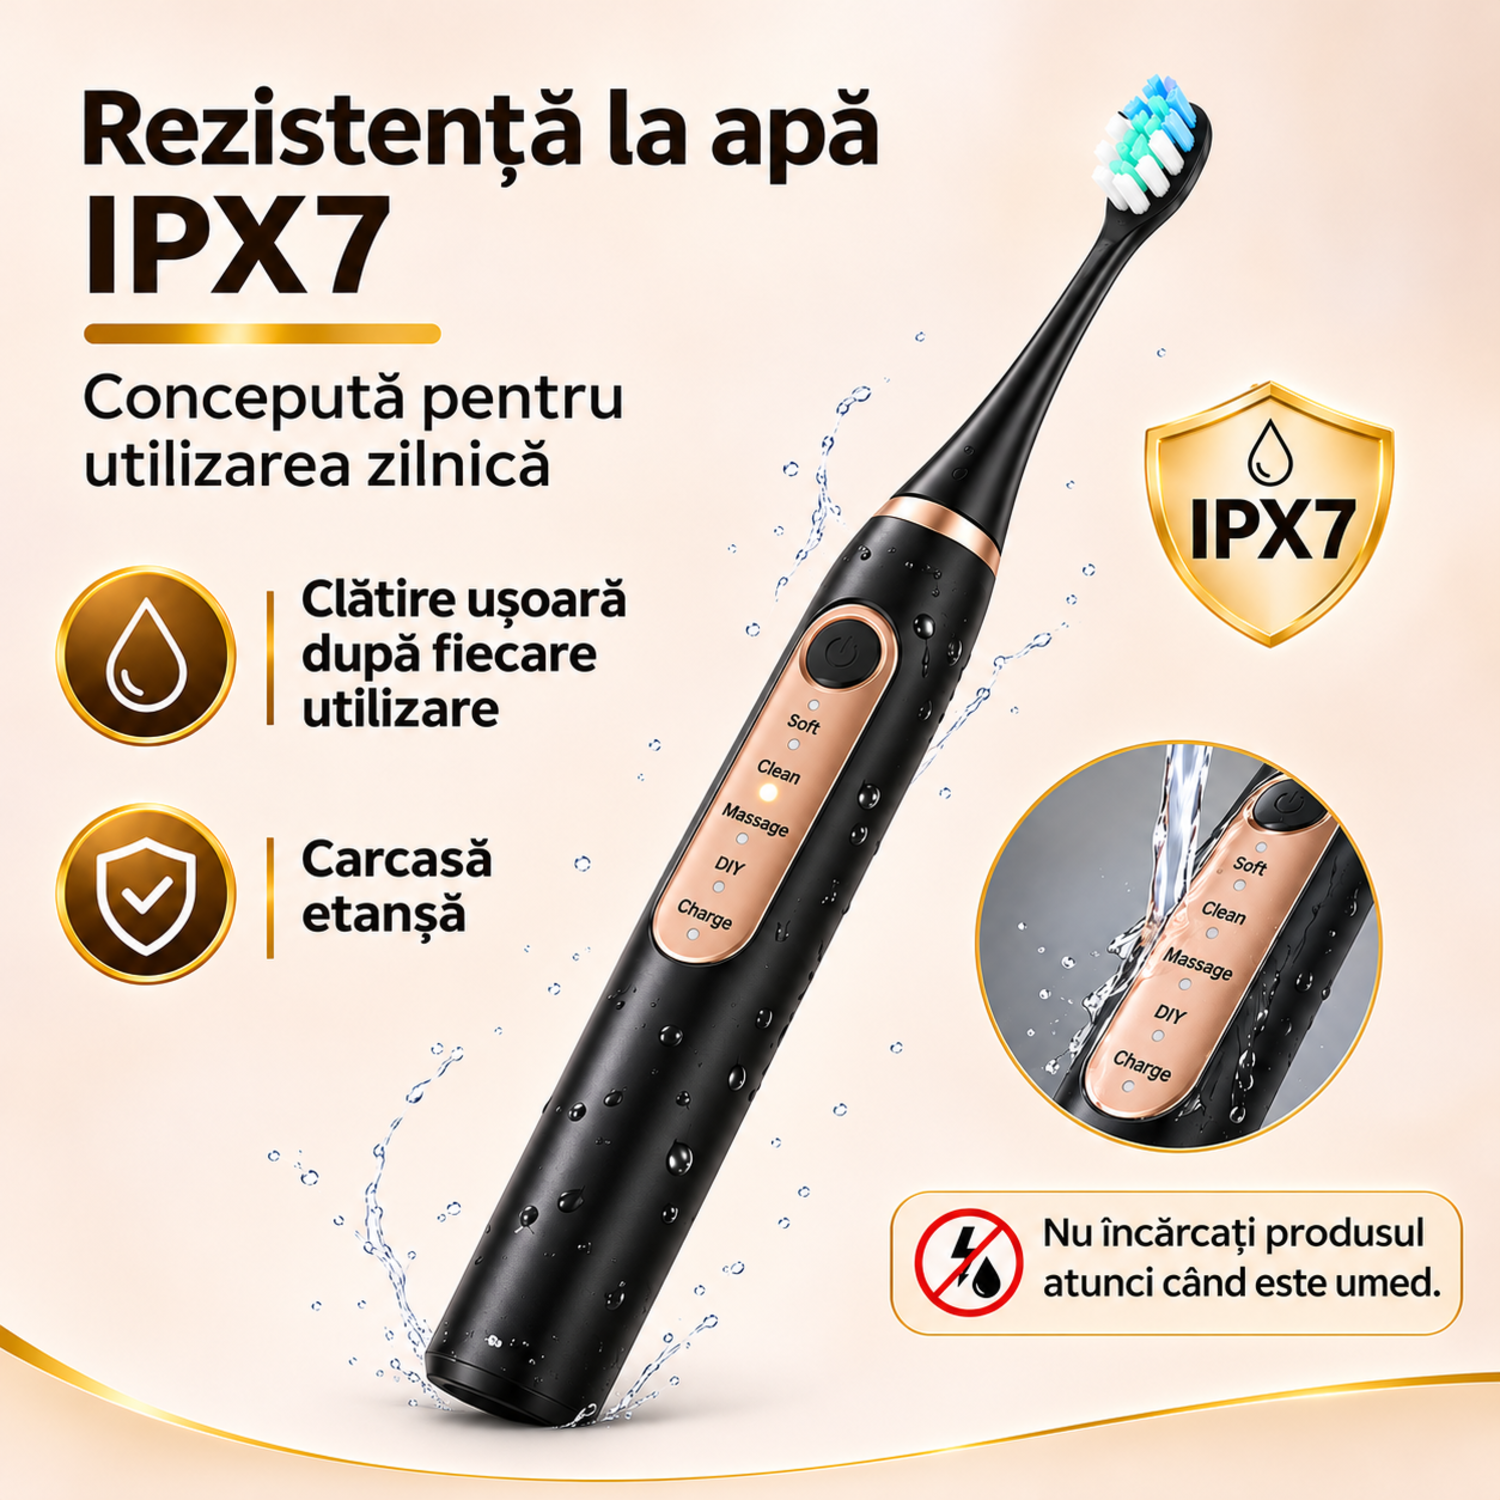 Rezistență la apă
IPX7
Concepută pentru
utilizarea zilnică
Clătire ușoară
după fiecare
utilizare
Carcasă
etanșă
Soft
Clean
Massage
DIY
Charge
IPX7
Soft
Clean
Massage
DIY
Charge
Nu încărcați produsul
atunci când este umed.